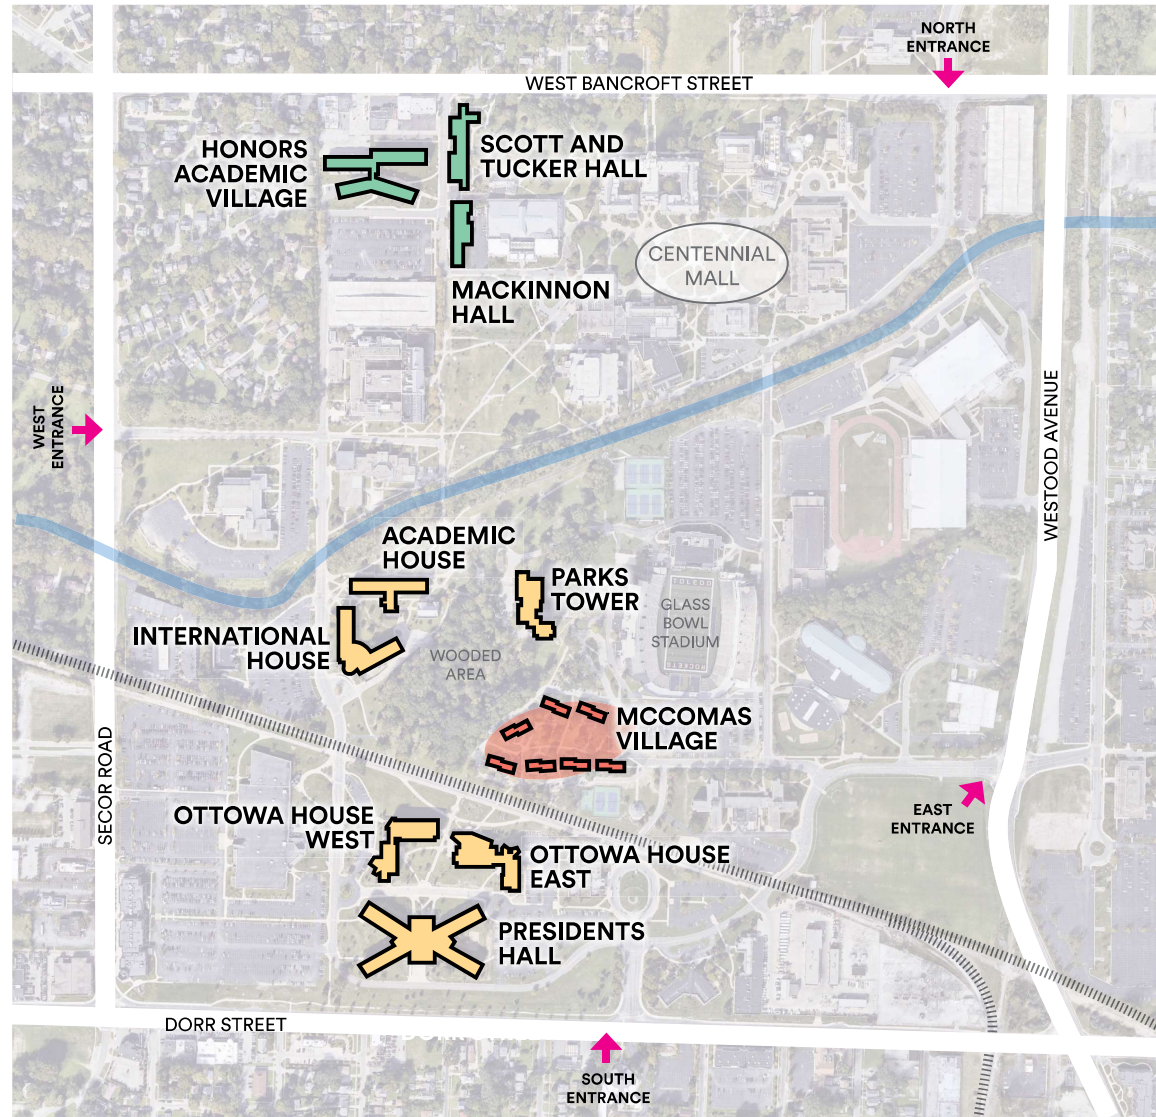 NORTH
ENTRANCE
WEST BANCROFT STREET
HONORS
ACADEMIC
VILLAGE
SCOTT AND
TUCKER HALL
CENTENNIAL
MALL
MACKINNON
HALL
WEST
ENTRANCE
WESTOOD AVENUE
ACADEMIC
HOUSE
PARKS
TOWER
TOLEDO
GLASS
BOWL
STADIUM
ROCKETS
INTERNATIONAL
HOUSE
WOODED
AREA
MCCOMAS
VILLAGE
SECOR ROAD
OTTOWA HOUSE
WEST
EAST
ENTRANCE
OTTOWA HOUSE
EAST
PRESIDENTS
HALL
DORR STREET
SOUTH
ENTRANCE